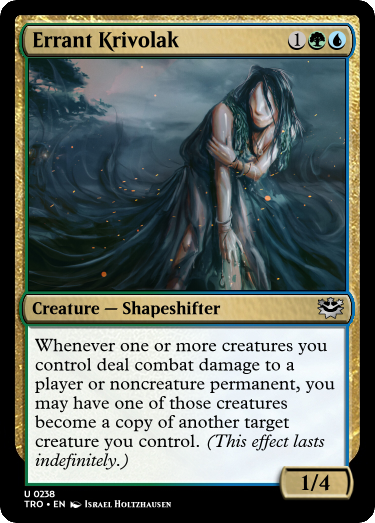 Errant Krivolak
1
Creature — Shapeshifter
Whenever one or more creatures you
control deal combat damage to a
player or noncreature permanent, you
may have one of those creatures
become a copy of another target
creature you control. (This effect lasts
indefinitely.)
1/4
U 0238
TRO • EN Israel Holtzhausen